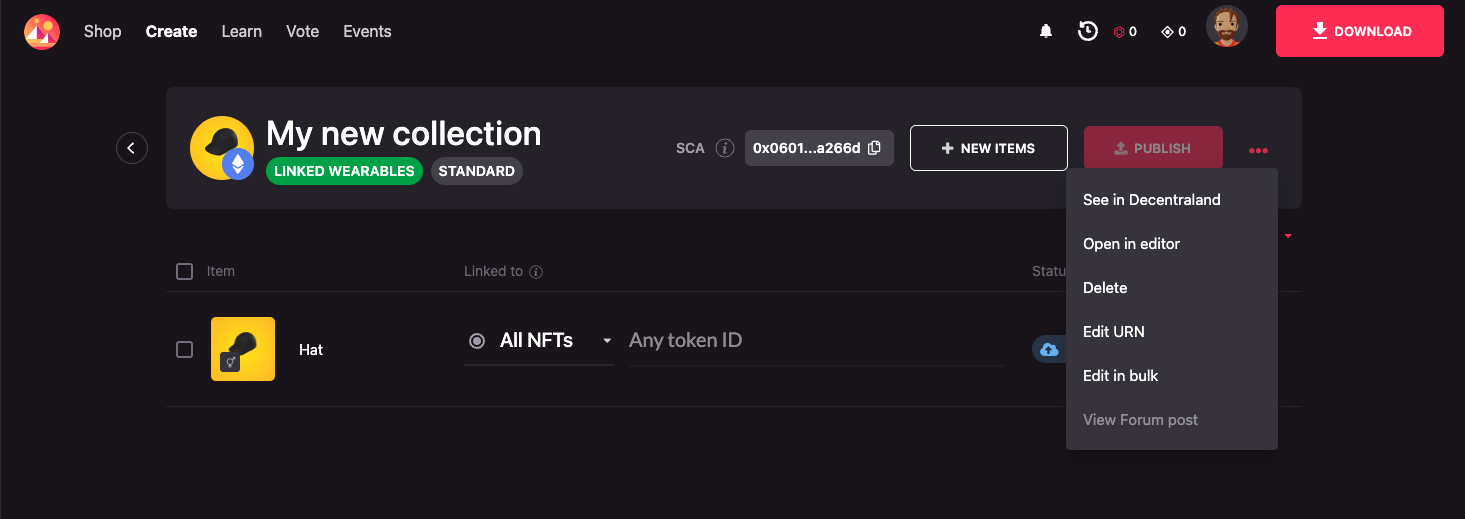 Shop Create Learn Vote Events 0 0 DOWNLOAD
My new collection
LINKED WEARABLES STANDARD
SCA 0x0601...a266d NEW ITEMS PUBLISH
See in Decentraland
Open in editor
Delete
Edit URN
Edit in bulk
View Forum post
Item Linked to Statu
Hat All NFTs Any token ID